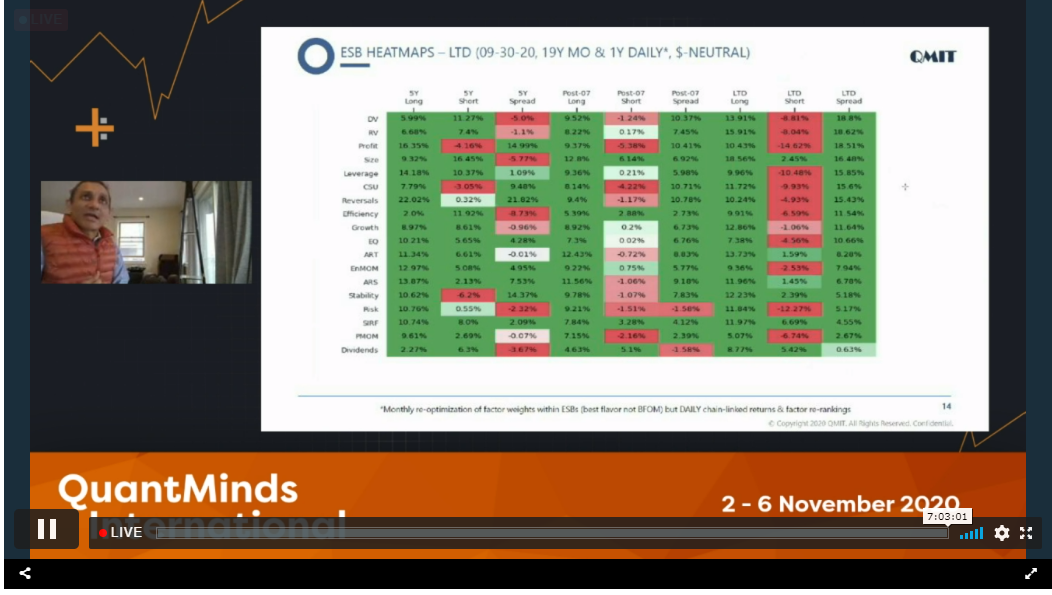 LIVE
ESB HEATMAPS – LTD (09-30-20, 19Y MO & 1Y DAILY*, $-NEUTRAL)
QMIT
5Y Long 5Y Short 5Y Spread Post-07 Long Post-07 Short Post-07 Spread LTD Long LTD Short LTD Spread
DV 5.99% 11.27% -5.0% 9.52% -1.24% 10.37% 13.91% -8.81% 18.8%
RV 6.68% 7.4% -1.1% 8.22% 0.17% 7.45% 15.91% -8.04% 18.62%
Profit 16.35% -4.16% 14.99% 9.37% -5.38% 10.41% 10.43% -14.82% 18.51%
Size 9.32% 16.45% -5.77% 12.8% 6.14% 6.92% 18.56% 2.45% 16.48%
Leverage 14.18% 10.37% 1.09% 9.36% 0.21% 5.98% 9.96% -10.48% 15.85%
CSU 7.79% -3.05% 9.48% 8.14% -4.22% 10.71% 11.72% -9.93% 15.6%
Reversals 22.02% 0.32% 21.82% 9.4% -1.17% 10.78% 10.24% -4.93% 15.43%
Efficiency 2.0% 11.92% -8.73% 5.39% 2.88% 2.73% 9.91% -6.59% 11.54%
Growth 8.97% 8.61% -0.96% 8.92% 0.2% 6.73% 12.86% -1.06% 11.64%
EQ 10.21% 5.65% 4.28% 7.3% 0.02% 6.76% 7.38% -4.56% 10.66%
ART 11.34% 6.61% -0.01% 12.43% -0.72% 8.83% 13.73% 1.59% 8.28%
EnMOM 12.97% 5.08% 4.95% 9.22% 0.75% 5.77% 9.36% -2.53% 7.94%
ARS 13.87% 2.13% 7.53% 11.56% -1.06% 9.18% 11.96% 1.45% 6.78%
Stability 10.62% -6.2% 14.37% 9.78% -1.07% 7.83% 12.23% 2.39% 5.18%
Risk 10.76% 0.55% -2.32% 9.21% -1.51% -1.58% 11.84% -12.27% 5.17%
SIRF 10.74% 8.0% 2.09% 7.84% 3.28% 4.12% 11.97% 6.69% 4.55%
PMOM 9.61% 2.69% -0.07% 7.15% -2.16% 2.39% 5.07% -6.74% 2.67%
Dividends 2.27% 6.3% -3.67% 4.63% 5.1% -1.58% 8.77% 5.42% 0.63%
*Monthly re-optimization of factor weights within ESBs (best flavor not BFOM) but DAILY chain-linked returns & factor re-rankings
14
© Copyright 2020 QMIT. All Rights Reserved. Confidential.
QuantMinds
International
2 - 6 November 2020
7:03:01
LIVE